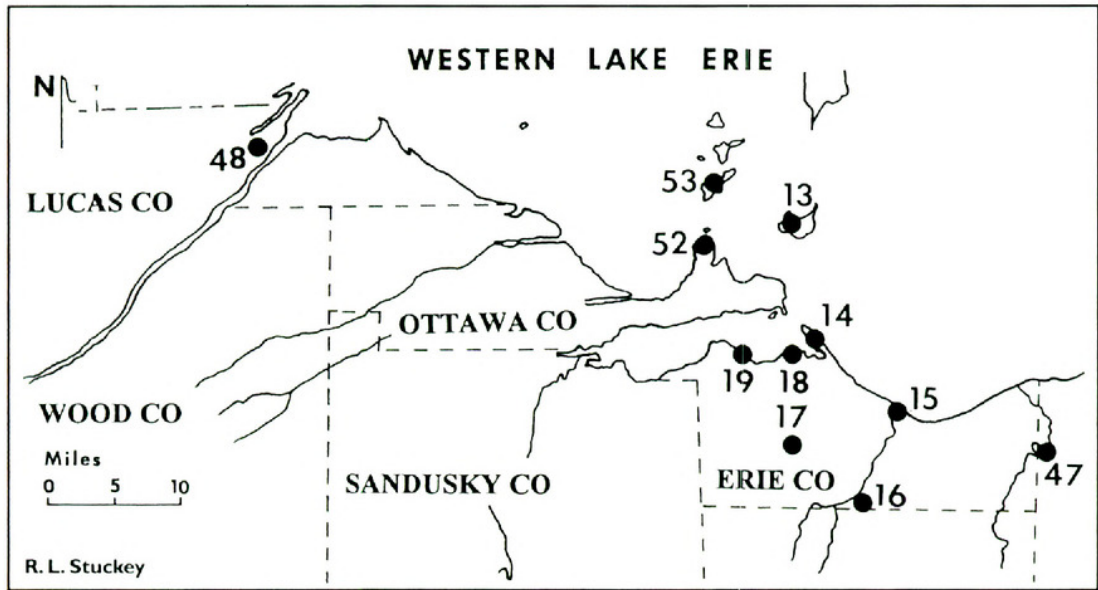 WESTERN LAKE ERIE
N
48
LUCAS CO
53
13
52
OTTAWA CO
14
19
18
15
WOOD CO
17
Miles
0 5 10
SANDUSKY CO
ERIE CO
47
16
R. L. Stuckey